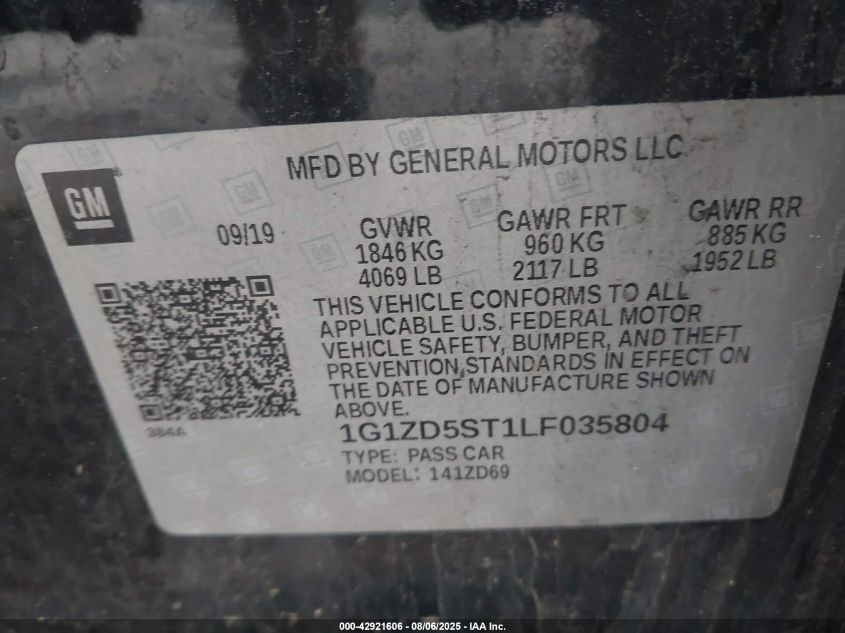 MFD BY GENERAL MOTORS LLC
GM
09/19
GVWR
1846 KG
4069 LB
GAWR FRT
960 KG
2117 LB
GAWR RR
885 KG
1952 LB
THIS VEHICLE CONFORMS TO ALL
APPLICABLE U.S. FEDERAL MOTOR
VEHICLE SAFETY, BUMPER, AND THEFT
PREVENTION,STANDARDS IN EFFECT ON
THE DATE OF MANUFACTURE SHOWN
ABOVE.
384A
1G1ZD5ST1LF035804
TYPE: PASS CAR
MODEL: 141ZD69
000-42921606 - 08/06/2025 - IAA Inc.